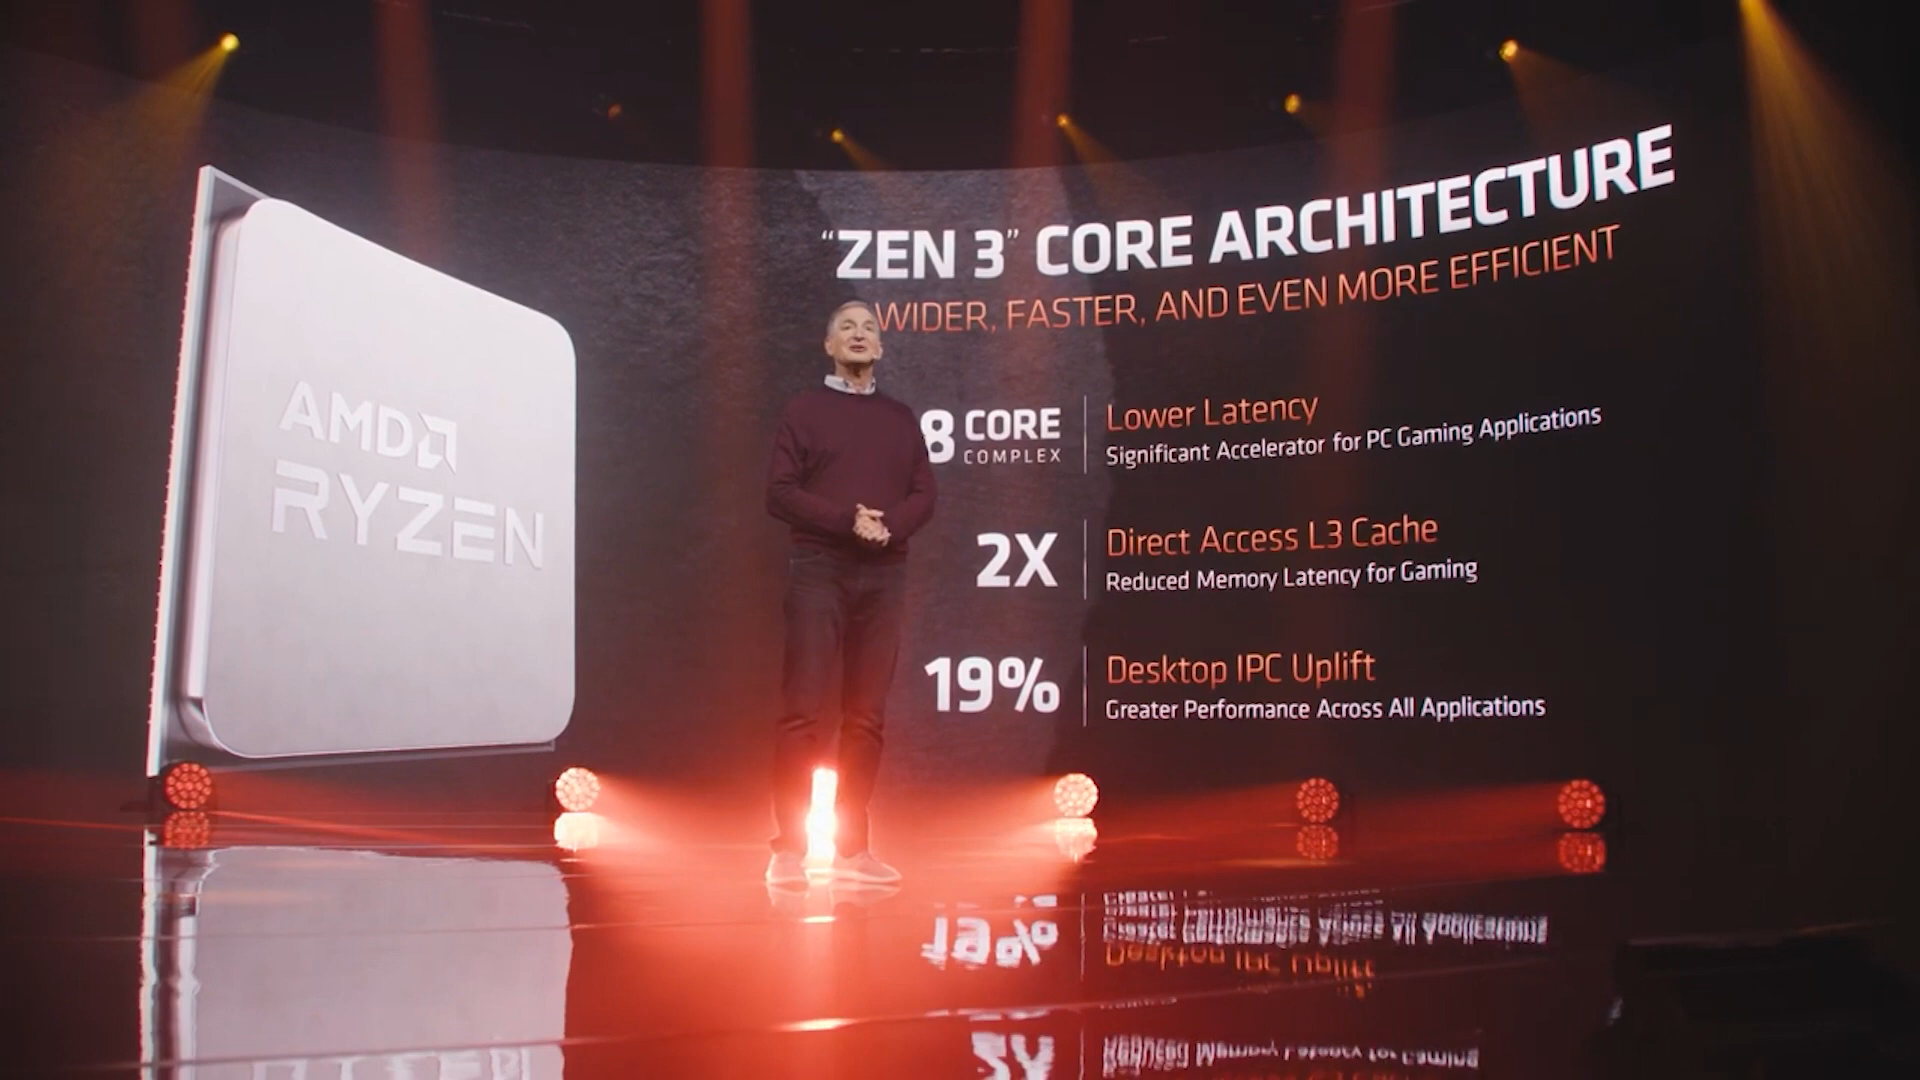 "ZEN 3" CORE ARCHITECTURE
WIDER, FASTER, AND EVEN MORE EFFICIENT
AMD
RYZEN
8 CORE
COMPLEX
Lower Latency
Significant Accelerator for PC Gaming Applications
2X
Direct Access L3 Cache
Reduced Memory Latency for Gaming
19%
Desktop IPC Uplift
Greater Performance Across All Applications